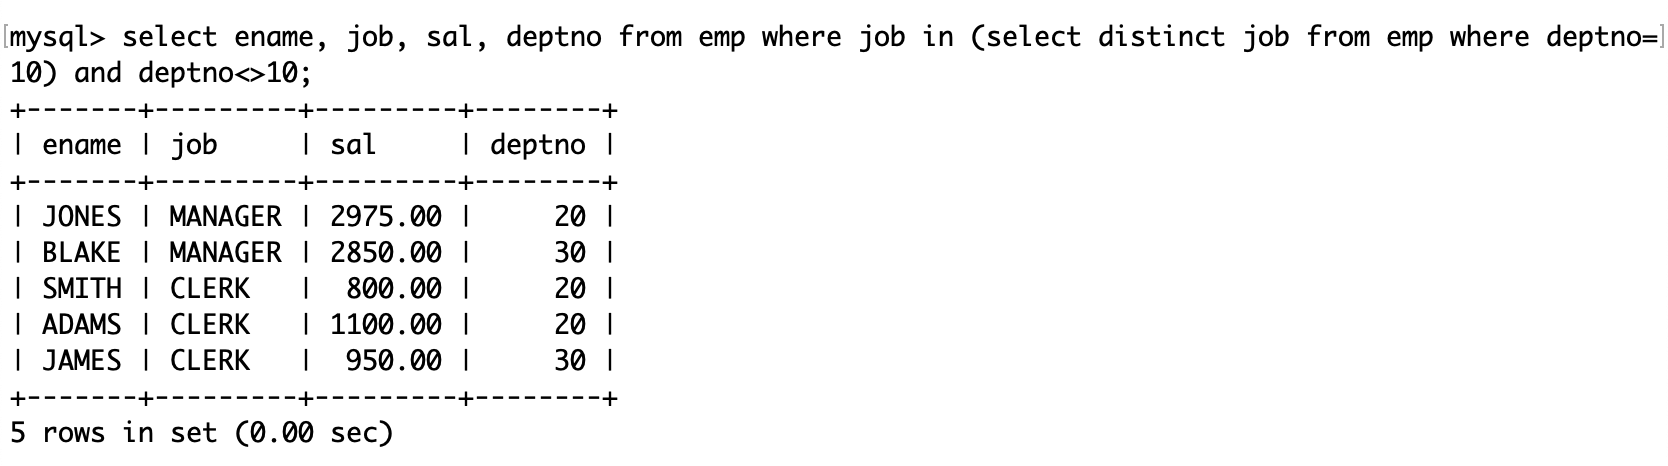 [mysql> select ename, job, sal, deptno from emp where job in (select distinct job from emp where deptno=]
10) and deptno<>10;
+-------+---------+---------+--------+
| ename | job     | sal     | deptno |
+-------+---------+---------+--------+
| JONES | MANAGER | 2975.00 |     20 |
| BLAKE | MANAGER | 2850.00 |     30 |
| SMITH | CLERK   |  800.00 |     20 |
| ADAMS | CLERK   | 1100.00 |     20 |
| JAMES | CLERK   |  950.00 |     30 |
+-------+---------+---------+--------+
5 rows in set (0.00 sec)